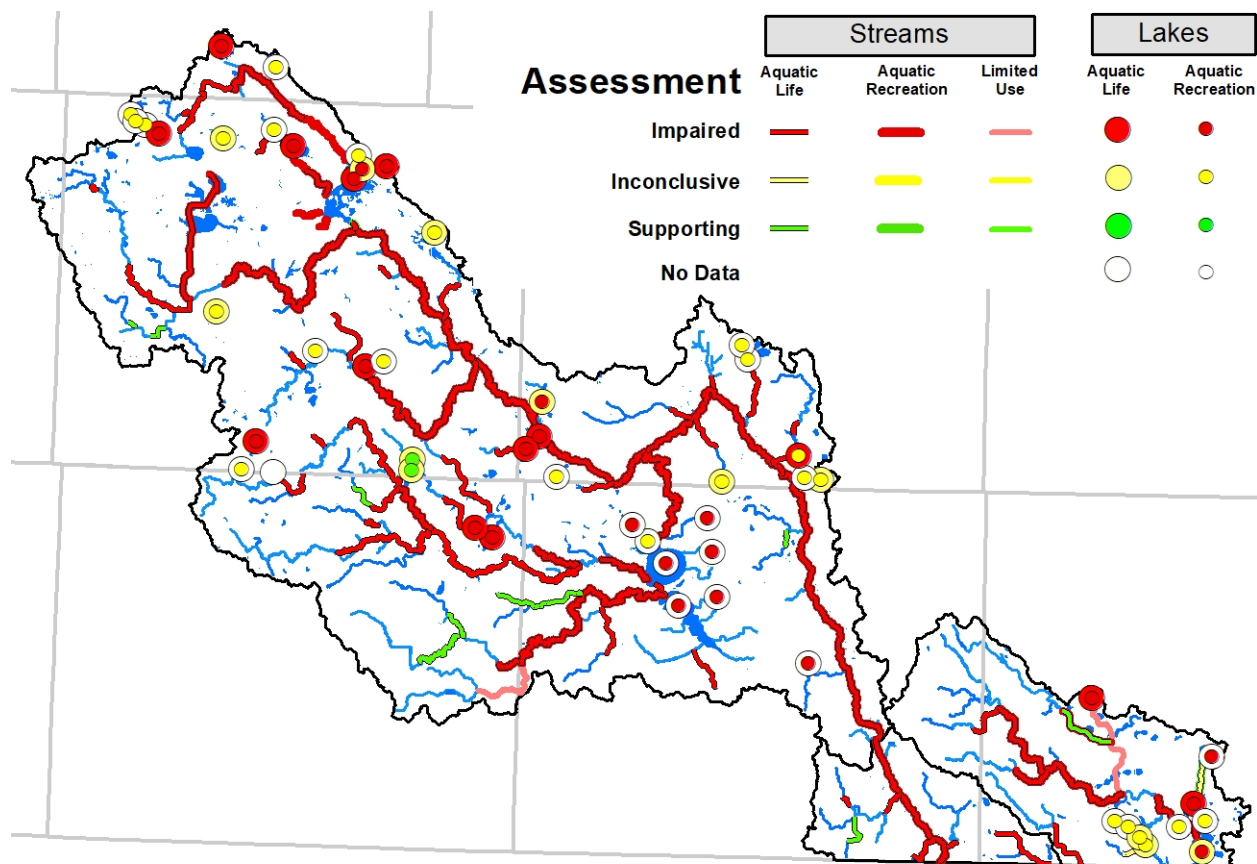 Streams
Lakes
Assessment
Aquatic Life
Aquatic Recreation
Limited Use
Aquatic Life
Aquatic Recreation
Impaired
Inconclusive
Supporting
No Data